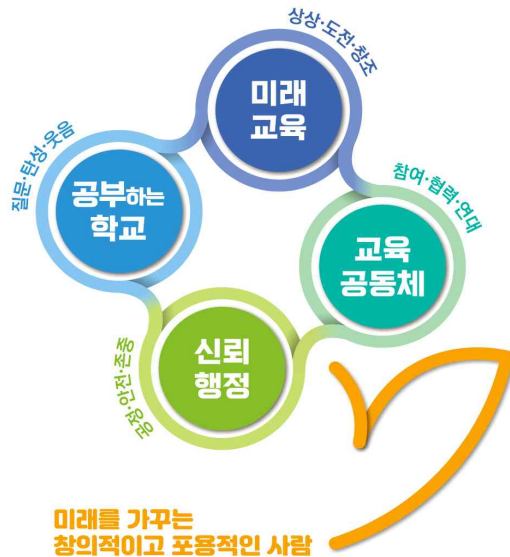 상상·도전·창조
미래
교육
질문·탄성·웃음
공부하는
학교
참여·협력·연대
교육
공동체
신뢰
행정
공정·안전·존중
미래를 가꾸는
창의적이고 포용적인 사람